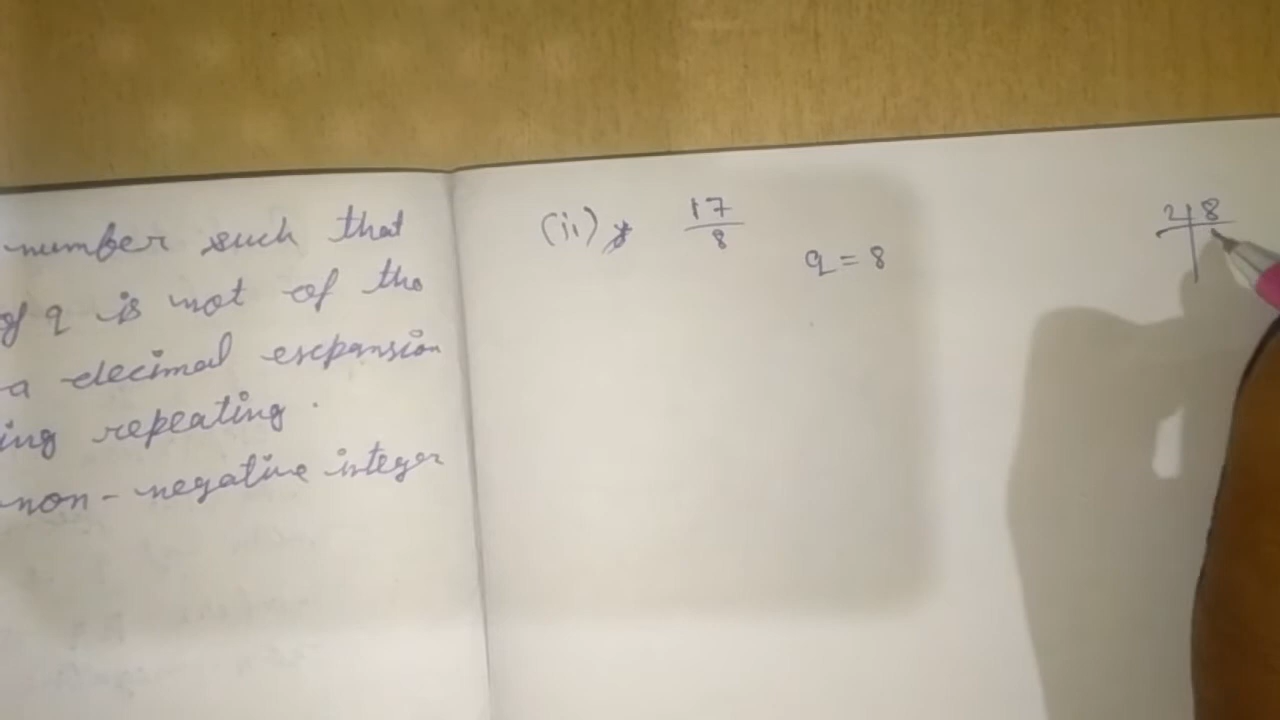 number such that
of q is not of the
a decimal expansion
ing repeating.
non-negative integer
(ii) 17/8
q = 8
2 | 8